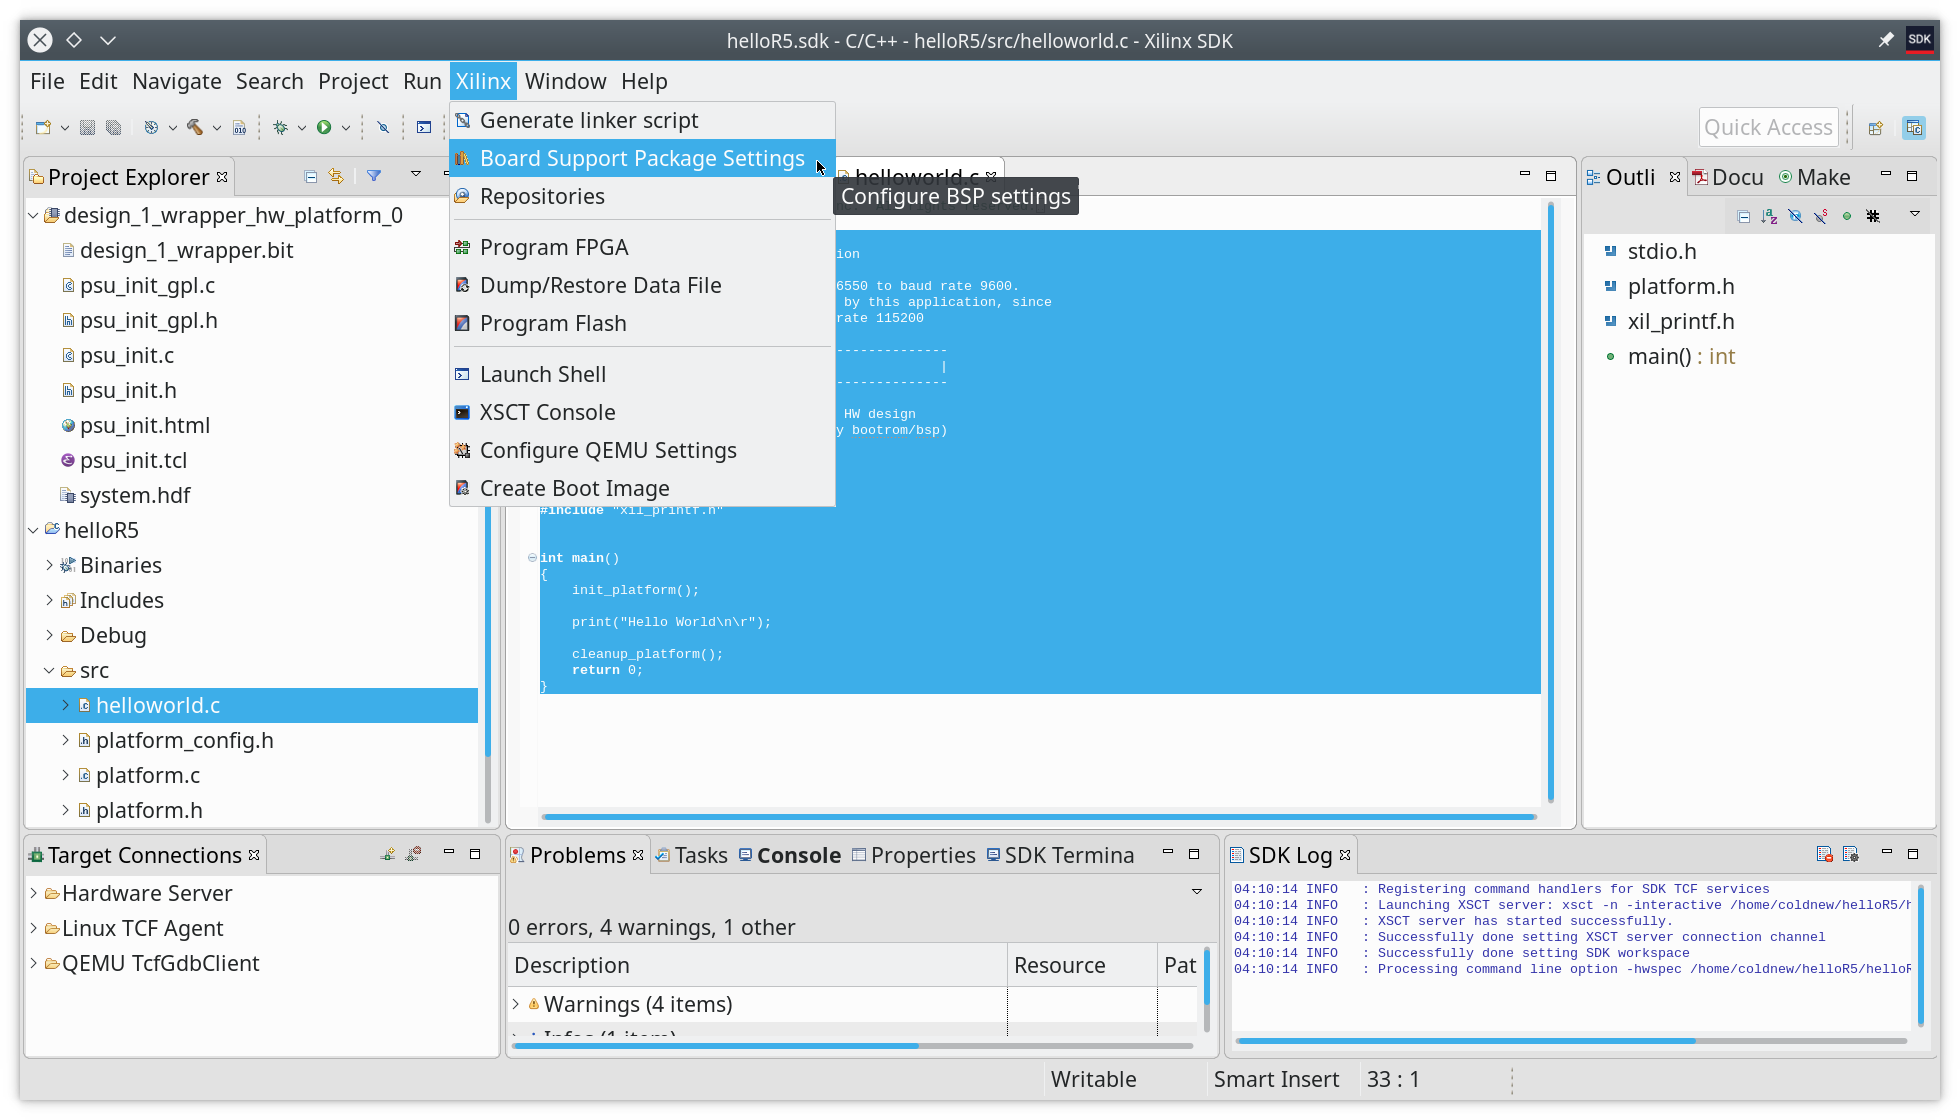 helloR5.sdk - C/C++ - helloR5/src/helloworld.c - Xilinx SDK
SDK
File Edit Navigate Search Project Run Xilinx Window Help
Quick Access
Generate linker script
Board Support Package Settings
Repositories
Program FPGA
Dump/Restore Data File
Program Flash
Launch Shell
XSCT Console
Configure QEMU Settings
Create Boot Image
Configure BSP settings
Project Explorer
design_1_wrapper_hw_platform_0
design_1_wrapper.bit
psu_init_gpl.c
psu_init_gpl.h
psu_init.c
psu_init.h
psu_init.html
psu_init.tcl
system.hdf
helloR5
Binaries
Includes
Debug
src
helloworld.c
platform_config.h
platform.c
platform.h
helloworld.c
ion
6550 to baud rate 9600.
by this application, since
rate 115200
--------------
|
--------------
HW design
y bootrom/bsp)
#include "xil_printf.h"
int main()
{
init_platform();
print("Hello World\n\r");
cleanup_platform();
return 0;
}
Outli Docu Make
stdio.h
platform.h
xil_printf.h
main() : int
Target Connections
Hardware Server
Linux TCF Agent
QEMU TcfGdbClient
Problems Tasks Console Properties SDK Termina
0 errors, 4 warnings, 1 other
Description Resource Pat
Warnings (4 items)
Infos (1 item)
SDK Log
04:10:14 INFO : Registering command handlers for SDK TCF services
04:10:14 INFO : Launching XSCT server: xsct -n -interactive /home/coldnew/helloR5/h
04:10:14 INFO : XSCT server has started successfully.
04:10:14 INFO : Successfully done setting XSCT server connection channel
04:10:14 INFO : Successfully done setting SDK workspace
04:10:14 INFO : Processing command line option -hwspec /home/coldnew/helloR5/helloR
Writable Smart Insert 33 : 1